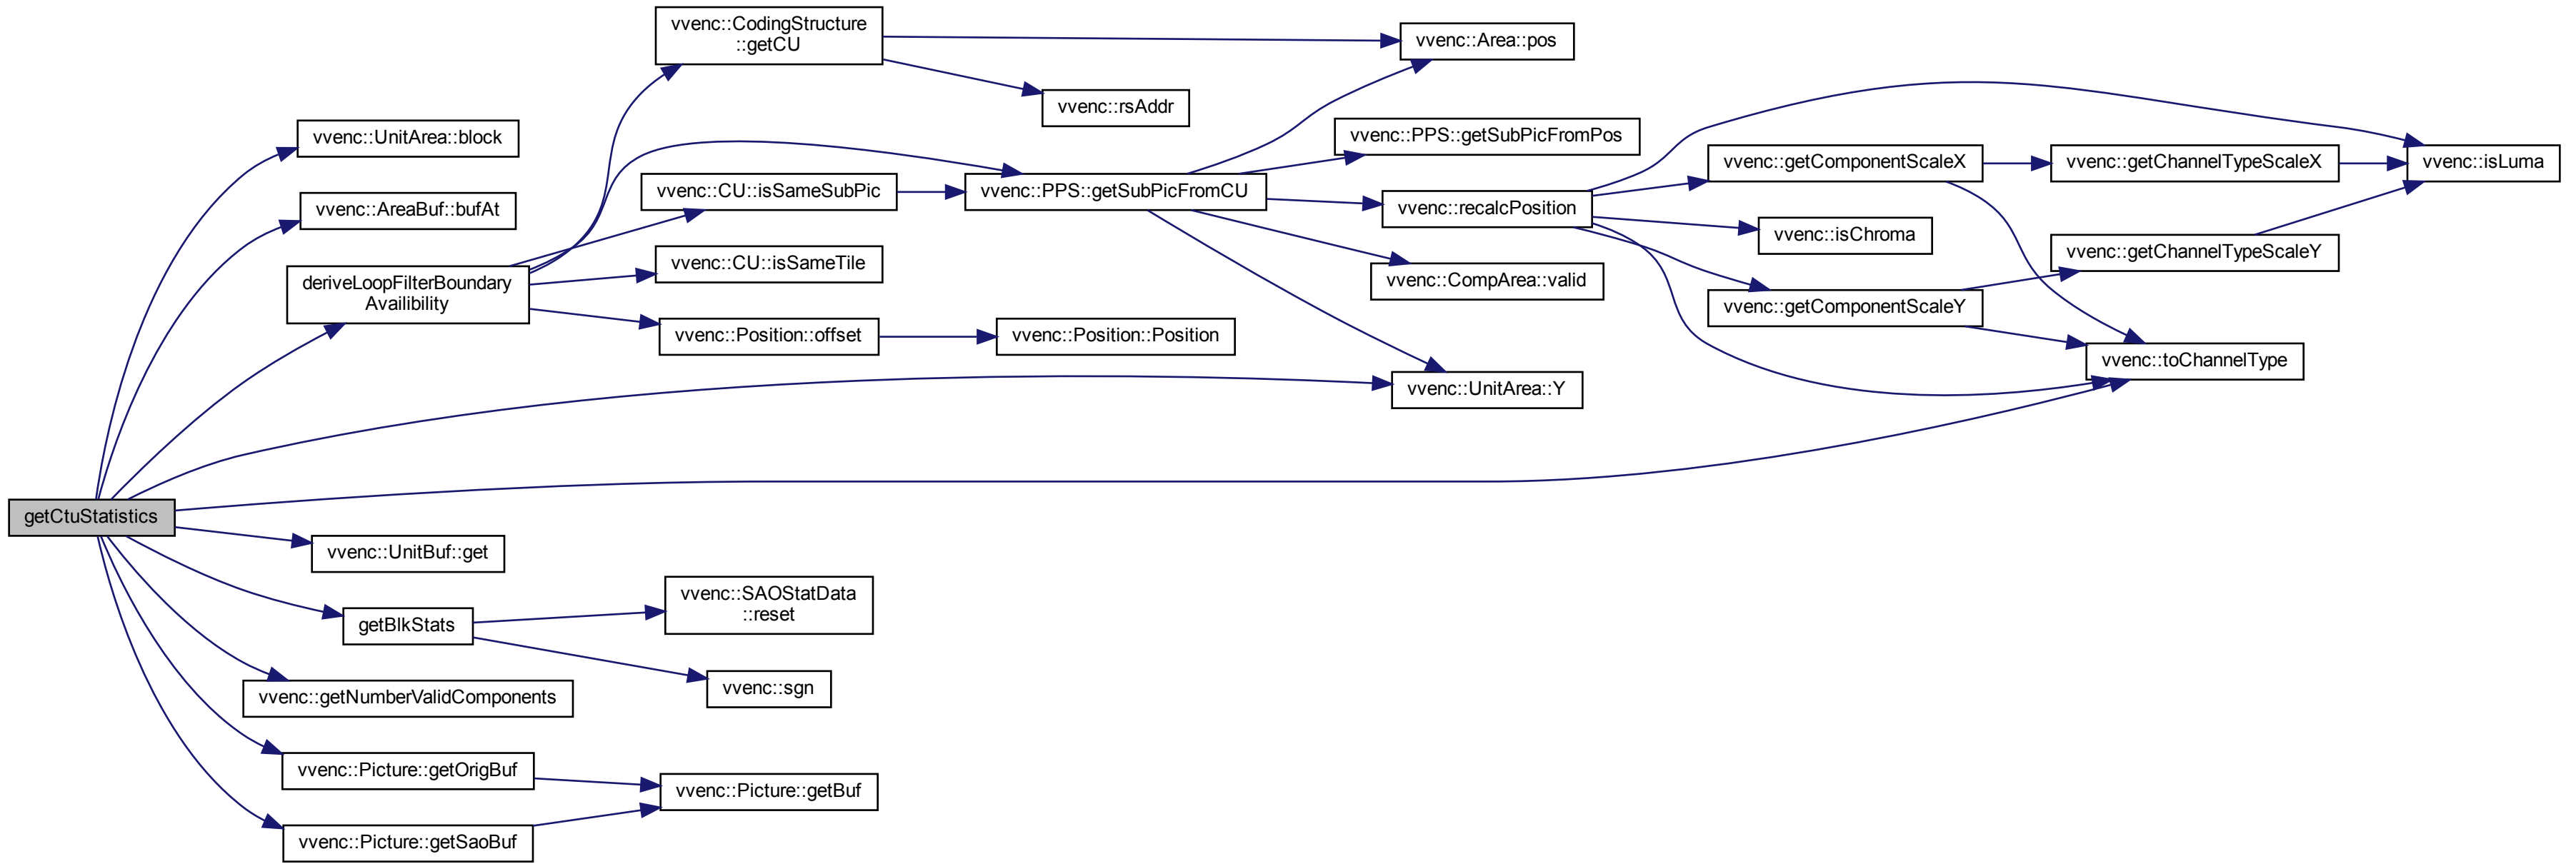 getCtuStatistics
vvenc::UnitArea::block
vvenc::AreaBuf::bufAt
deriveLoopFilterBoundary
Availibility
vvenc::UnitBuf::get
getBlkStats
vvenc::getNumberValidComponents
vvenc::Picture::getOrigBuf
vvenc::Picture::getSaoBuf
vvenc::CodingStructure
::getCU
vvenc::CU::isSameSubPic
vvenc::CU::isSameTile
vvenc::Position::offset
vvenc::SAOStatData
::reset
vvenc::sgn
vvenc::Picture::getBuf
vvenc::rsAddr
vvenc::PPS::getSubPicFromCU
vvenc::Position::Position
vvenc::Area::pos
vvenc::PPS::getSubPicFromPos
vvenc::recalcPosition
vvenc::CompArea::valid
vvenc::UnitArea::Y
vvenc::getComponentScaleX
vvenc::isChroma
vvenc::getComponentScaleY
vvenc::getChannelTypeScaleX
vvenc::getChannelTypeScaleY
vvenc::toChannelType
vvenc::isLuma